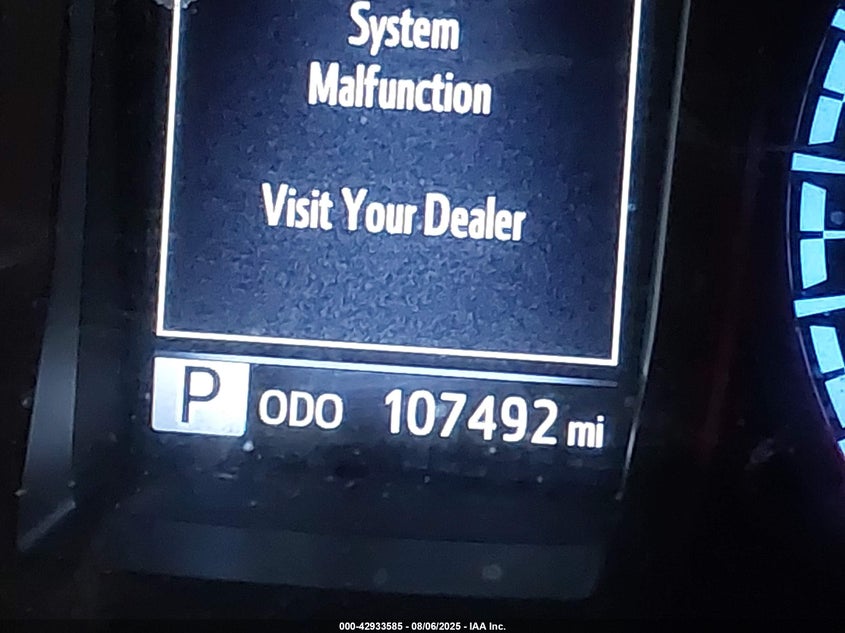 System
Malfunction
Visit Your Dealer
P ODO 107492 mi
000-42933585 - 08/06/2025 - IAA Inc.